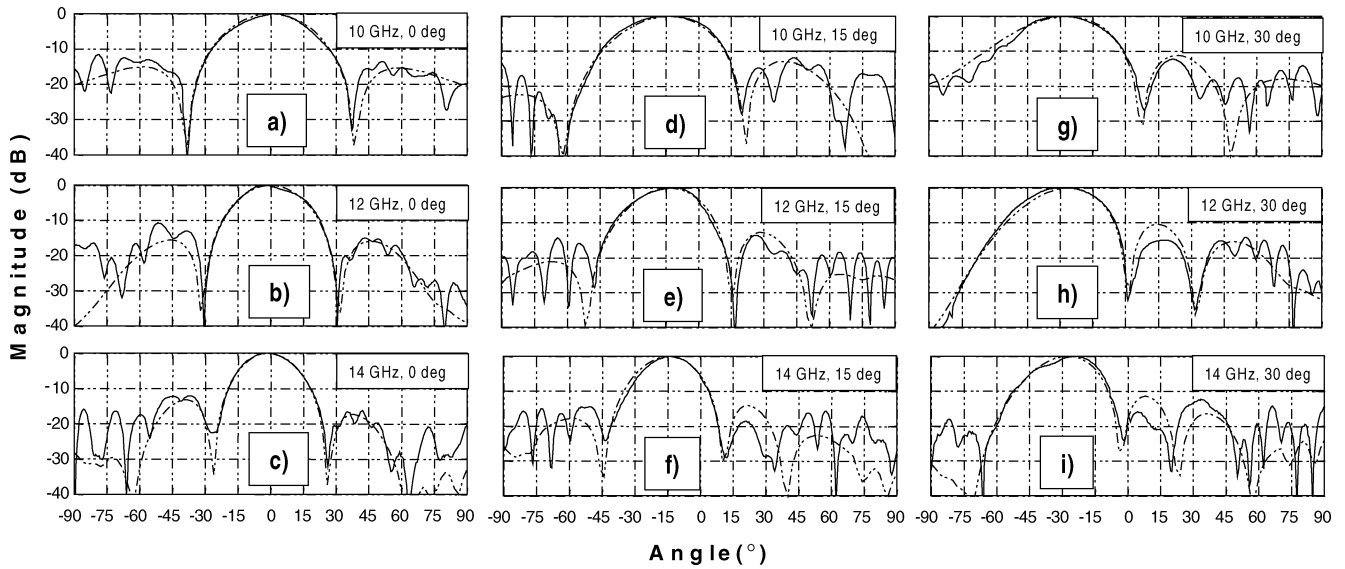 Magnitude (dB)
0
-10
-20
-30
-40
10 GHz, 0 deg
a)
10 GHz, 15 deg
d)
10 GHz, 30 deg
g)
0
-10
-20
-30
-40
12 GHz, 0 deg
b)
12 GHz, 15 deg
e)
12 GHz, 30 deg
h)
0
-10
-20
-30
-40
14 GHz, 0 deg
c)
14 GHz, 15 deg
f)
14 GHz, 30 deg
i)
-90 -75 -60 -45 -30 -15 0 15 30 45 60 75 90
-90 -75 -60 -45 -30 -15 0 15 30 45 60 75 90
-90 -75 -60 -45 -30 -15 0 15 30 45 60 75 90
Angle(°)